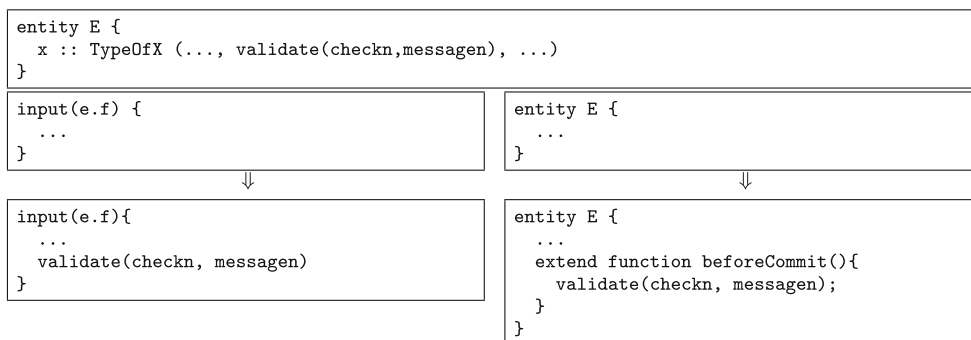 entity E {
  x :: TypeOfX (..., validate(checkn,messagen), ...)
}
input(e.f) {
  ...
}
⇓
input(e.f){
  ...
  validate(checkn, messagen)
}
entity E {
  ...
}
⇓
entity E {
  ...
  extend function beforeCommit(){
    validate(checkn, messagen);
  }
}